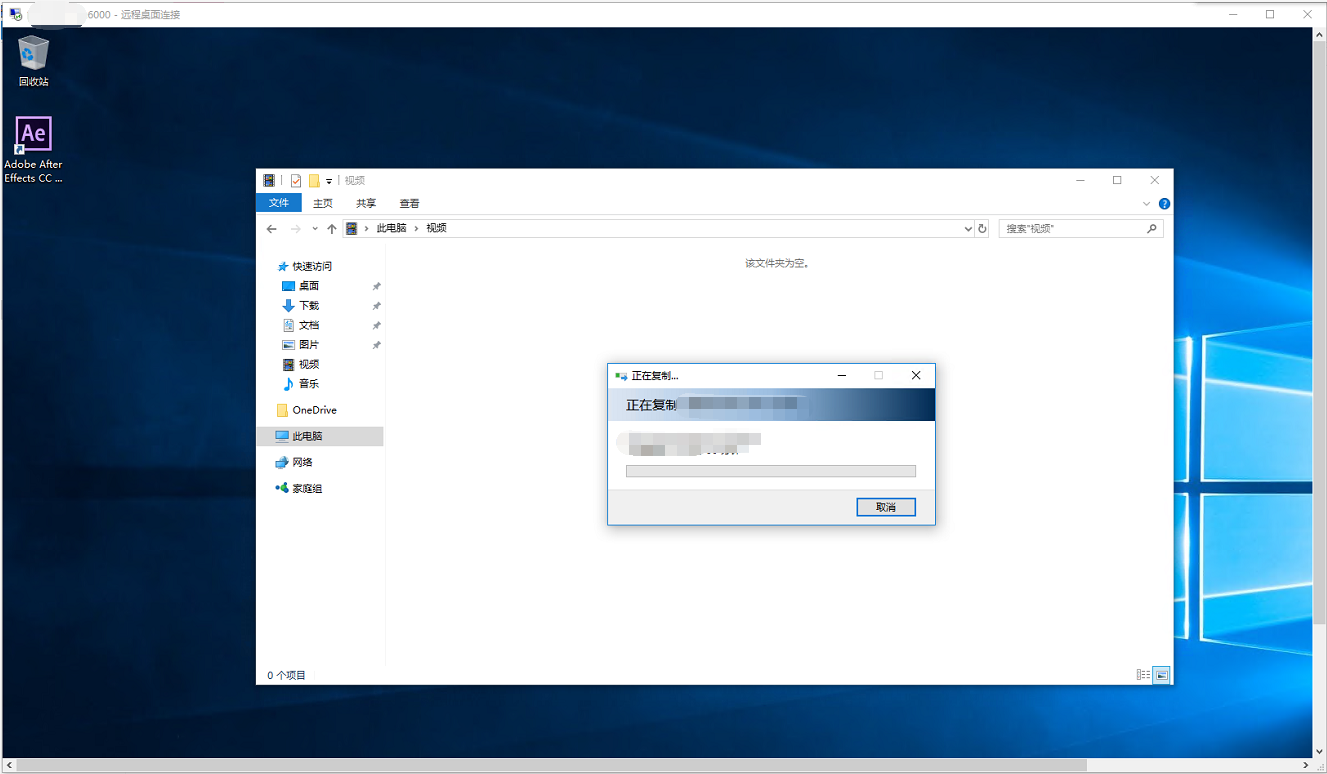 6000 - 远程桌面连接
回收站
Ae
Adobe After
Effects CC ...
视频
文件
主页
共享
查看
此电脑
视频
搜索"视频"
该文件夹为空。
快速访问
桌面
下载
文档
图片
视频
音乐
OneDrive
此电脑
网络
家庭组
正在复制...
正在复制
取消
0 个项目